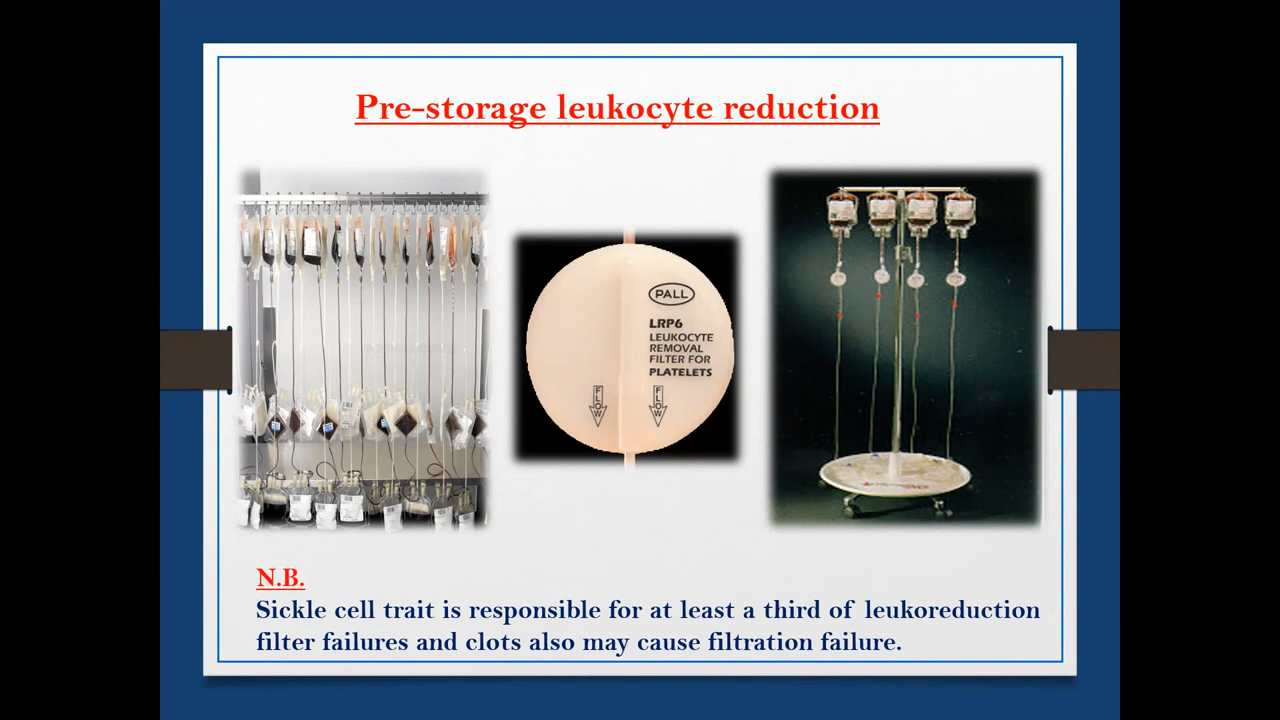 Pre-storage leukocyte reduction
PALL
LRP6
LEUKOCYTE
REMOVAL
FILTER FOR
PLATELETS
FLOW
FLOW
N.B.
Sickle cell trait is responsible for at least a third of leukoreduction
filter failures and clots also may cause filtration failure.